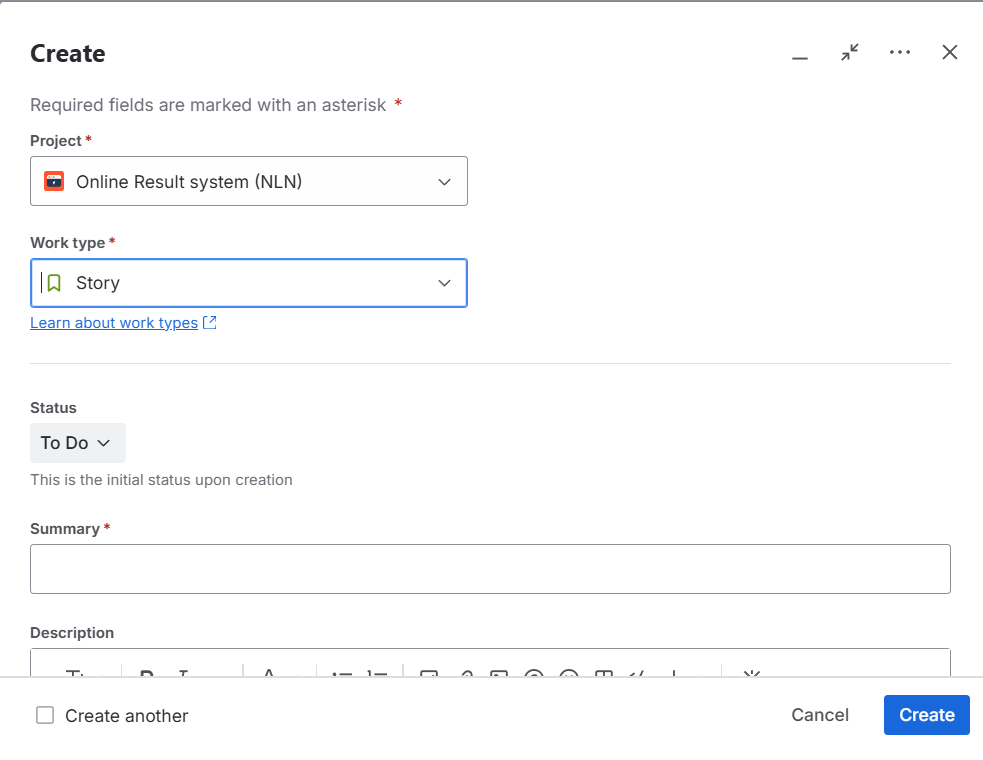 Create
Required fields are marked with an asterisk *
Project *
Online Result system (NLN)
Work type *
Story
Learn about work types
Status
To Do
This is the initial status upon creation
Summary *
Description
Create another
Cancel
Create